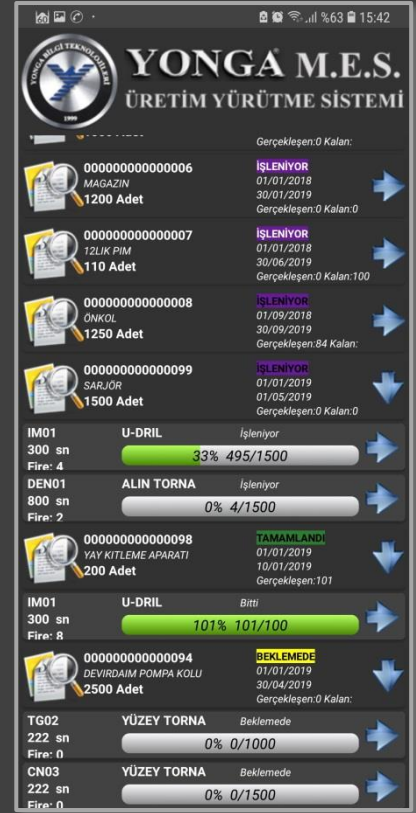 %63 15:42
YONGA BİLGİ TEKNOLOJİLERİ
1999
YONGA M.E.S.
ÜRETİM YÜRÜTME SİSTEMİ
Gerçekleşen:0 Kalan:
000000000000006
MAGAZIN
1200 Adet
İŞLENİYOR
01/01/2018
30/01/2019
Gerçekleşen:0 Kalan:0
000000000000007
12LIK PIM
110 Adet
İŞLENİYOR
01/01/2018
30/06/2019
Gerçekleşen:0 Kalan:100
000000000000008
ÖNKOL
1250 Adet
İŞLENİYOR
01/09/2018
30/09/2019
Gerçekleşen:84 Kalan:
000000000000099
SARJÖR
1500 Adet
İŞLENİYOR
01/01/2019
01/05/2019
Gerçekleşen:0 Kalan:0
IM01 U-DRIL İşleniyor
300 sn
33% 495/1500
Fire: 4
DEN01 ALIN TORNA İşleniyor
800 sn
0% 4/1500
Fire: 2
000000000000098
YAY KITLEME APARATI
200 Adet
TAMAMLANDI
01/01/2019
10/01/2019
Gerçekleşen:101
IM01 U-DRIL Bitti
300 sn
101% 101/100
Fire: 8
000000000000094
DEVIRDAIM POMPA KOLU
2500 Adet
BEKLEMEDE
01/01/2019
30/04/2019
Gerçekleşen:0 Kalan:
TG02 YÜZEY TORNA Beklemede
222 sn
0% 0/1000
Fire: 0
CN03 YÜZEY TORNA Beklemede
222 sn
0% 0/1500
Fire: 0